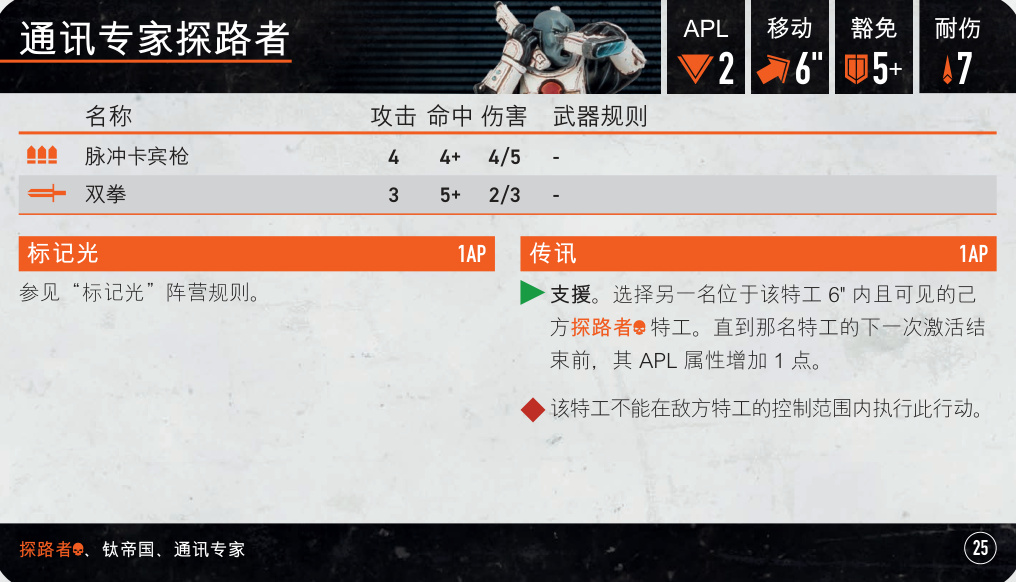 通讯专家探路者
APL 移动 豁免 耐伤
2 6" 5+ 7
名称 攻击 命中 伤害 武器规则
脉冲卡宾枪 4 4+ 4/5 -
双拳 3 5+ 2/3 -
标记光 1AP
参见“标记光”阵营规则。
传讯 1AP
支援。选择另一名位于该特工 6" 内且可见的己
方探路者特工。直到那名特工的下一次激活结
束前，其 APL 属性增加 1 点。
该特工不能在敌方特工的控制范围内执行此行动。
探路者、钛帝国、通讯专家
25